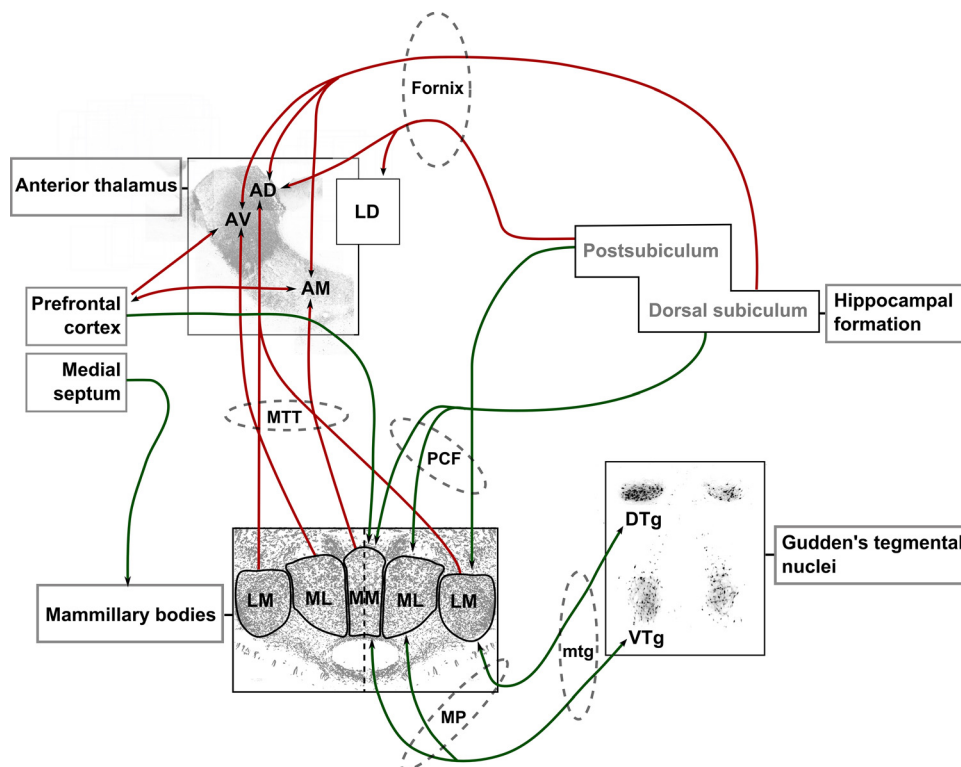 Fornix
Anterior thalamus
AD
AV
LD
AM
Postsubiculum
Dorsal subiculum
Hippocampal
formation
Prefrontal
cortex
Medial
septum
MTT
PCF
DTg
VTg
Gudden's tegmental
nuclei
Mammillary bodies
LM
ML
MM
ML
LM
mtg
MP